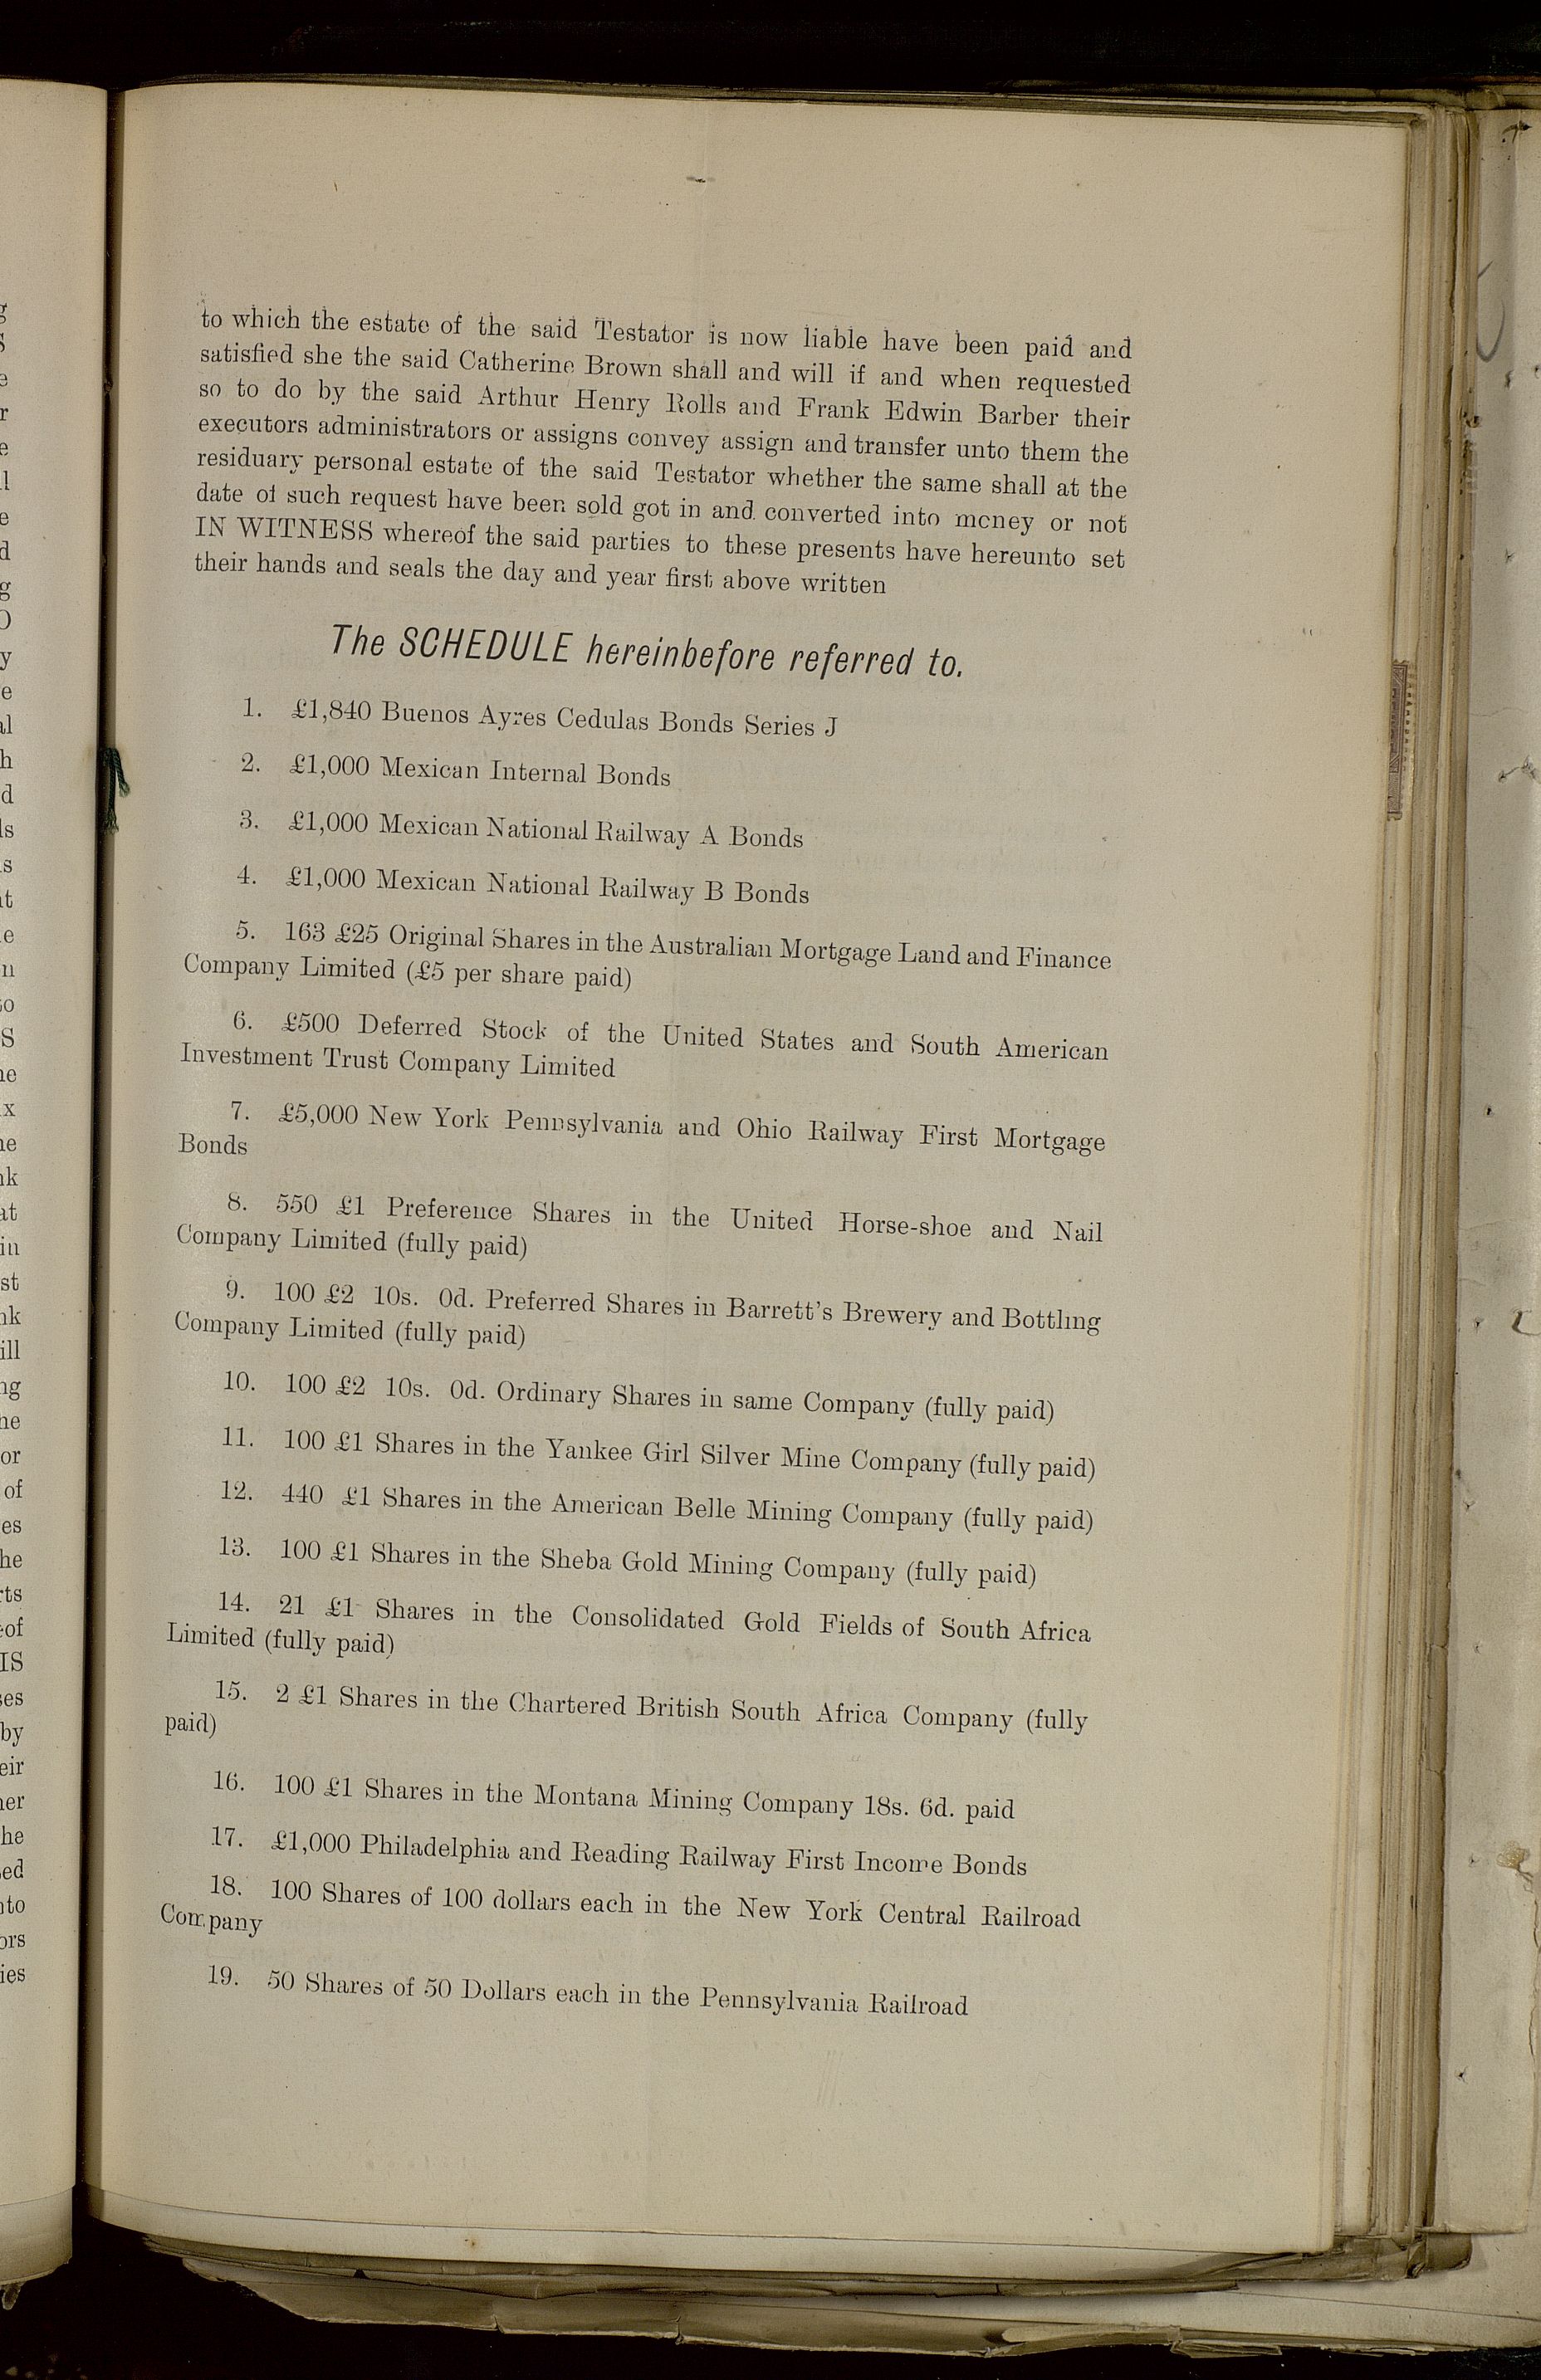 to which the estate of the said Testator is now liable have been paid and
satisfied she the said Catherine Brown shall and will if and when requested
so to do by the said Arthur Henry Rolls and Frank Edwin Barber their
executors administrators or assigns convey assign and transfer unto them the
residuary personal estate of the said Testator whether the same shall at the
date of such request have been sold got in and converted into money or not
IN WITNESS whereof the said parties to these presents have hereunto set
their hands and seals the day and year first above written
The SCHEDULE hereinbefore referred to.
1. £1,840 Buenos Ayres Cedulas Bonds Series J
2. £1,000 Mexican Internal Bonds
3. £1,000 Mexican National Railway A Bonds
4. £1,000 Mexican National Railway B Bonds
5. 163 £25 Original Shares in the Australian Mortgage Land and Finance
Company Limited (£5 per share paid)
6. £500 Deferred Stock of the United States and South American
Investment Trust Company Limited
7. £5,000 New York Pennsylvania and Ohio Railway First Mortgage
Bonds
8. 550 £1 Preference Shares in the United Horse-shoe and Nail
Company Limited (fully paid)
9. 100 £2 10s. 0d. Preferred Shares in Barrett's Brewery and Bottling
Company Limited (fully paid)
10. 100 £2 10s. 0d. Ordinary Shares in same Company (fully paid)
11. 100 £1 Shares in the Yankee Girl Silver Mine Company (fully paid)
12. 440 £1 Shares in the American Belle Mining Company (fully paid)
13. 100 £1 Shares in the Sheba Gold Mining Company (fully paid)
14. 21 £1 Shares in the Consolidated Gold Fields of South Africa
Limited (fully paid)
15. 2 £1 Shares in the Chartered British South Africa Company (fully
paid)
16. 100 £1 Shares in the Montana Mining Company 18s. 6d. paid
17. £1,000 Philadelphia and Reading Railway First Income Bonds
18. 100 Shares of 100 dollars each in the New York Central Railroad
Company
19. 50 Shares of 50 Dollars each in the Pennsylvania Railroad